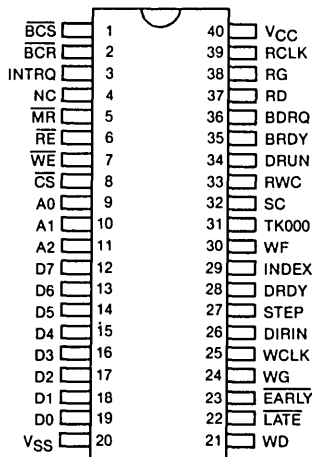 BCS 1 40 VCC
BCR 2 39 RCLK
INTRQ 3 38 RG
NC 4 37 RD
MR 5 36 BDRQ
RE 6 35 BRDY
WE 7 34 DRUN
CS 8 33 RWC
A0 9 32 SC
A1 10 31 TK000
A2 11 30 WF
D7 12 29 INDEX
D6 13 28 DRDY
D5 14 27 STEP
D4 15 26 DIRIN
D3 16 25 WCLK
D2 17 24 WG
D1 18 23 EARLY
D0 19 22 LATE
VSS 20 21 WD